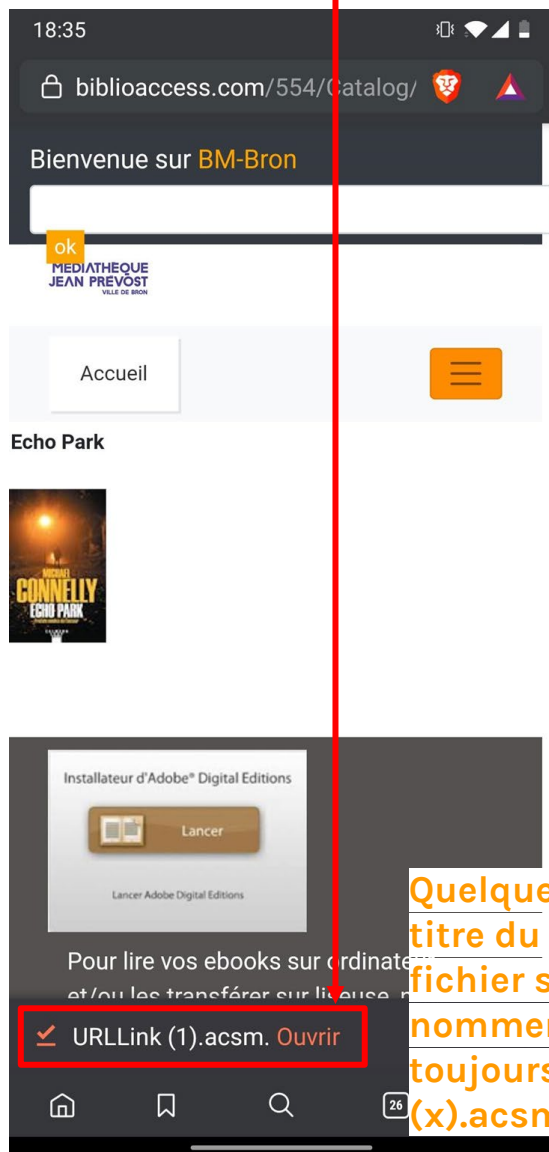 18:35
biblioaccess.com/554/Catalog/
Bienvenue sur BM-Bron
ok
MÉDIATHÈQUE
JEAN PRÉVOST
VILLE DE BRON
Accueil
Echo Park
MICHAEL
CONNELLY
ECHO PARK
Installateur d'Adobe® Digital Editions
Lancer
Lancer Adobe Digital Editions
Pour lire vos ebooks sur ordinate
et/ou les transférer sur liseuse,
URLLink (1).acsm. Ouvrir
26
Quelque
titre du
fichier s
nommer
toujours
(x).acsm